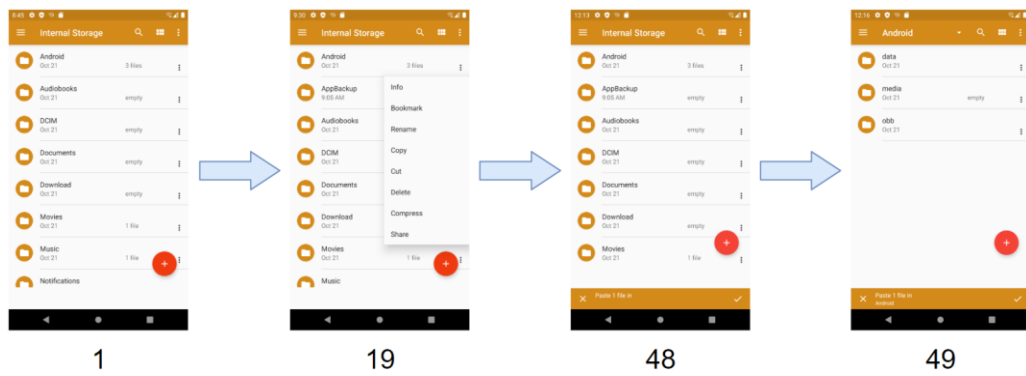 Internal Storage
Android
Oct 21 3 files
Audiobooks
Oct 21 empty
DCIM
Oct 21 empty
Documents
Oct 21 empty
Download
Oct 21 empty
Movies
Oct 21 1 file
Music
Oct 21 1 file
Notifications
1
9:30
Internal Storage
Android
Oct 21 3 files
AppBackup
9:05 AM
Audiobooks
Oct 21
DCIM
Oct 21
Documents
Oct 21
Download
Oct 21
Movies
Oct 21 1 file
Music
Info
Bookmark
Rename
Copy
Cut
Delete
Compress
Share
19
12:13
Internal Storage
Android
Oct 21 3 files
AppBackup
9:05 AM empty
Audiobooks
Oct 21 empty
DCIM
Oct 21 empty
Documents
Oct 21 empty
Download
Oct 21 empty
Movies
Oct 21 1 file
Paste 1 file in
48
12:16
Android
data
Oct 21
media
Oct 21 empty
obb
Oct 21
Paste 1 file in
Android
49